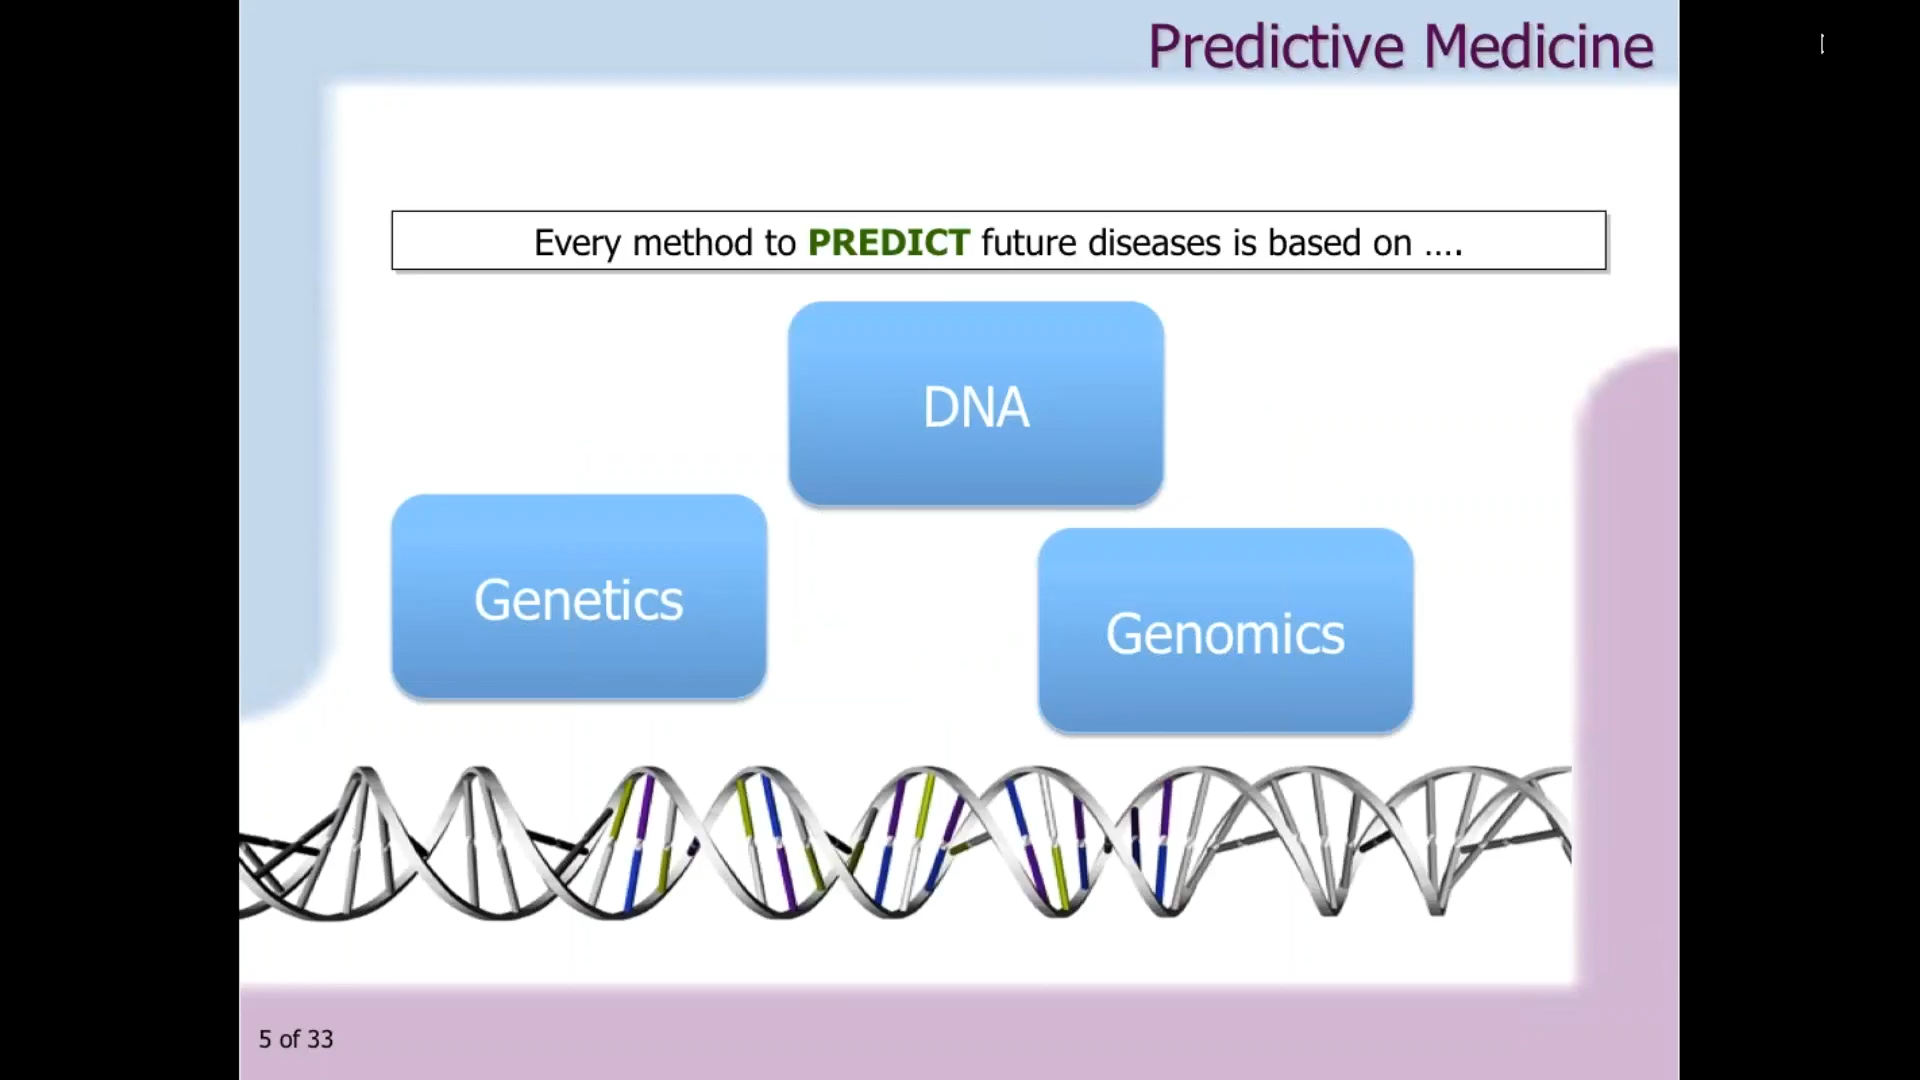 Predictive Medicine
Every method to PREDICT future diseases is based on ....
DNA
Genetics
Genomics
5 of 33